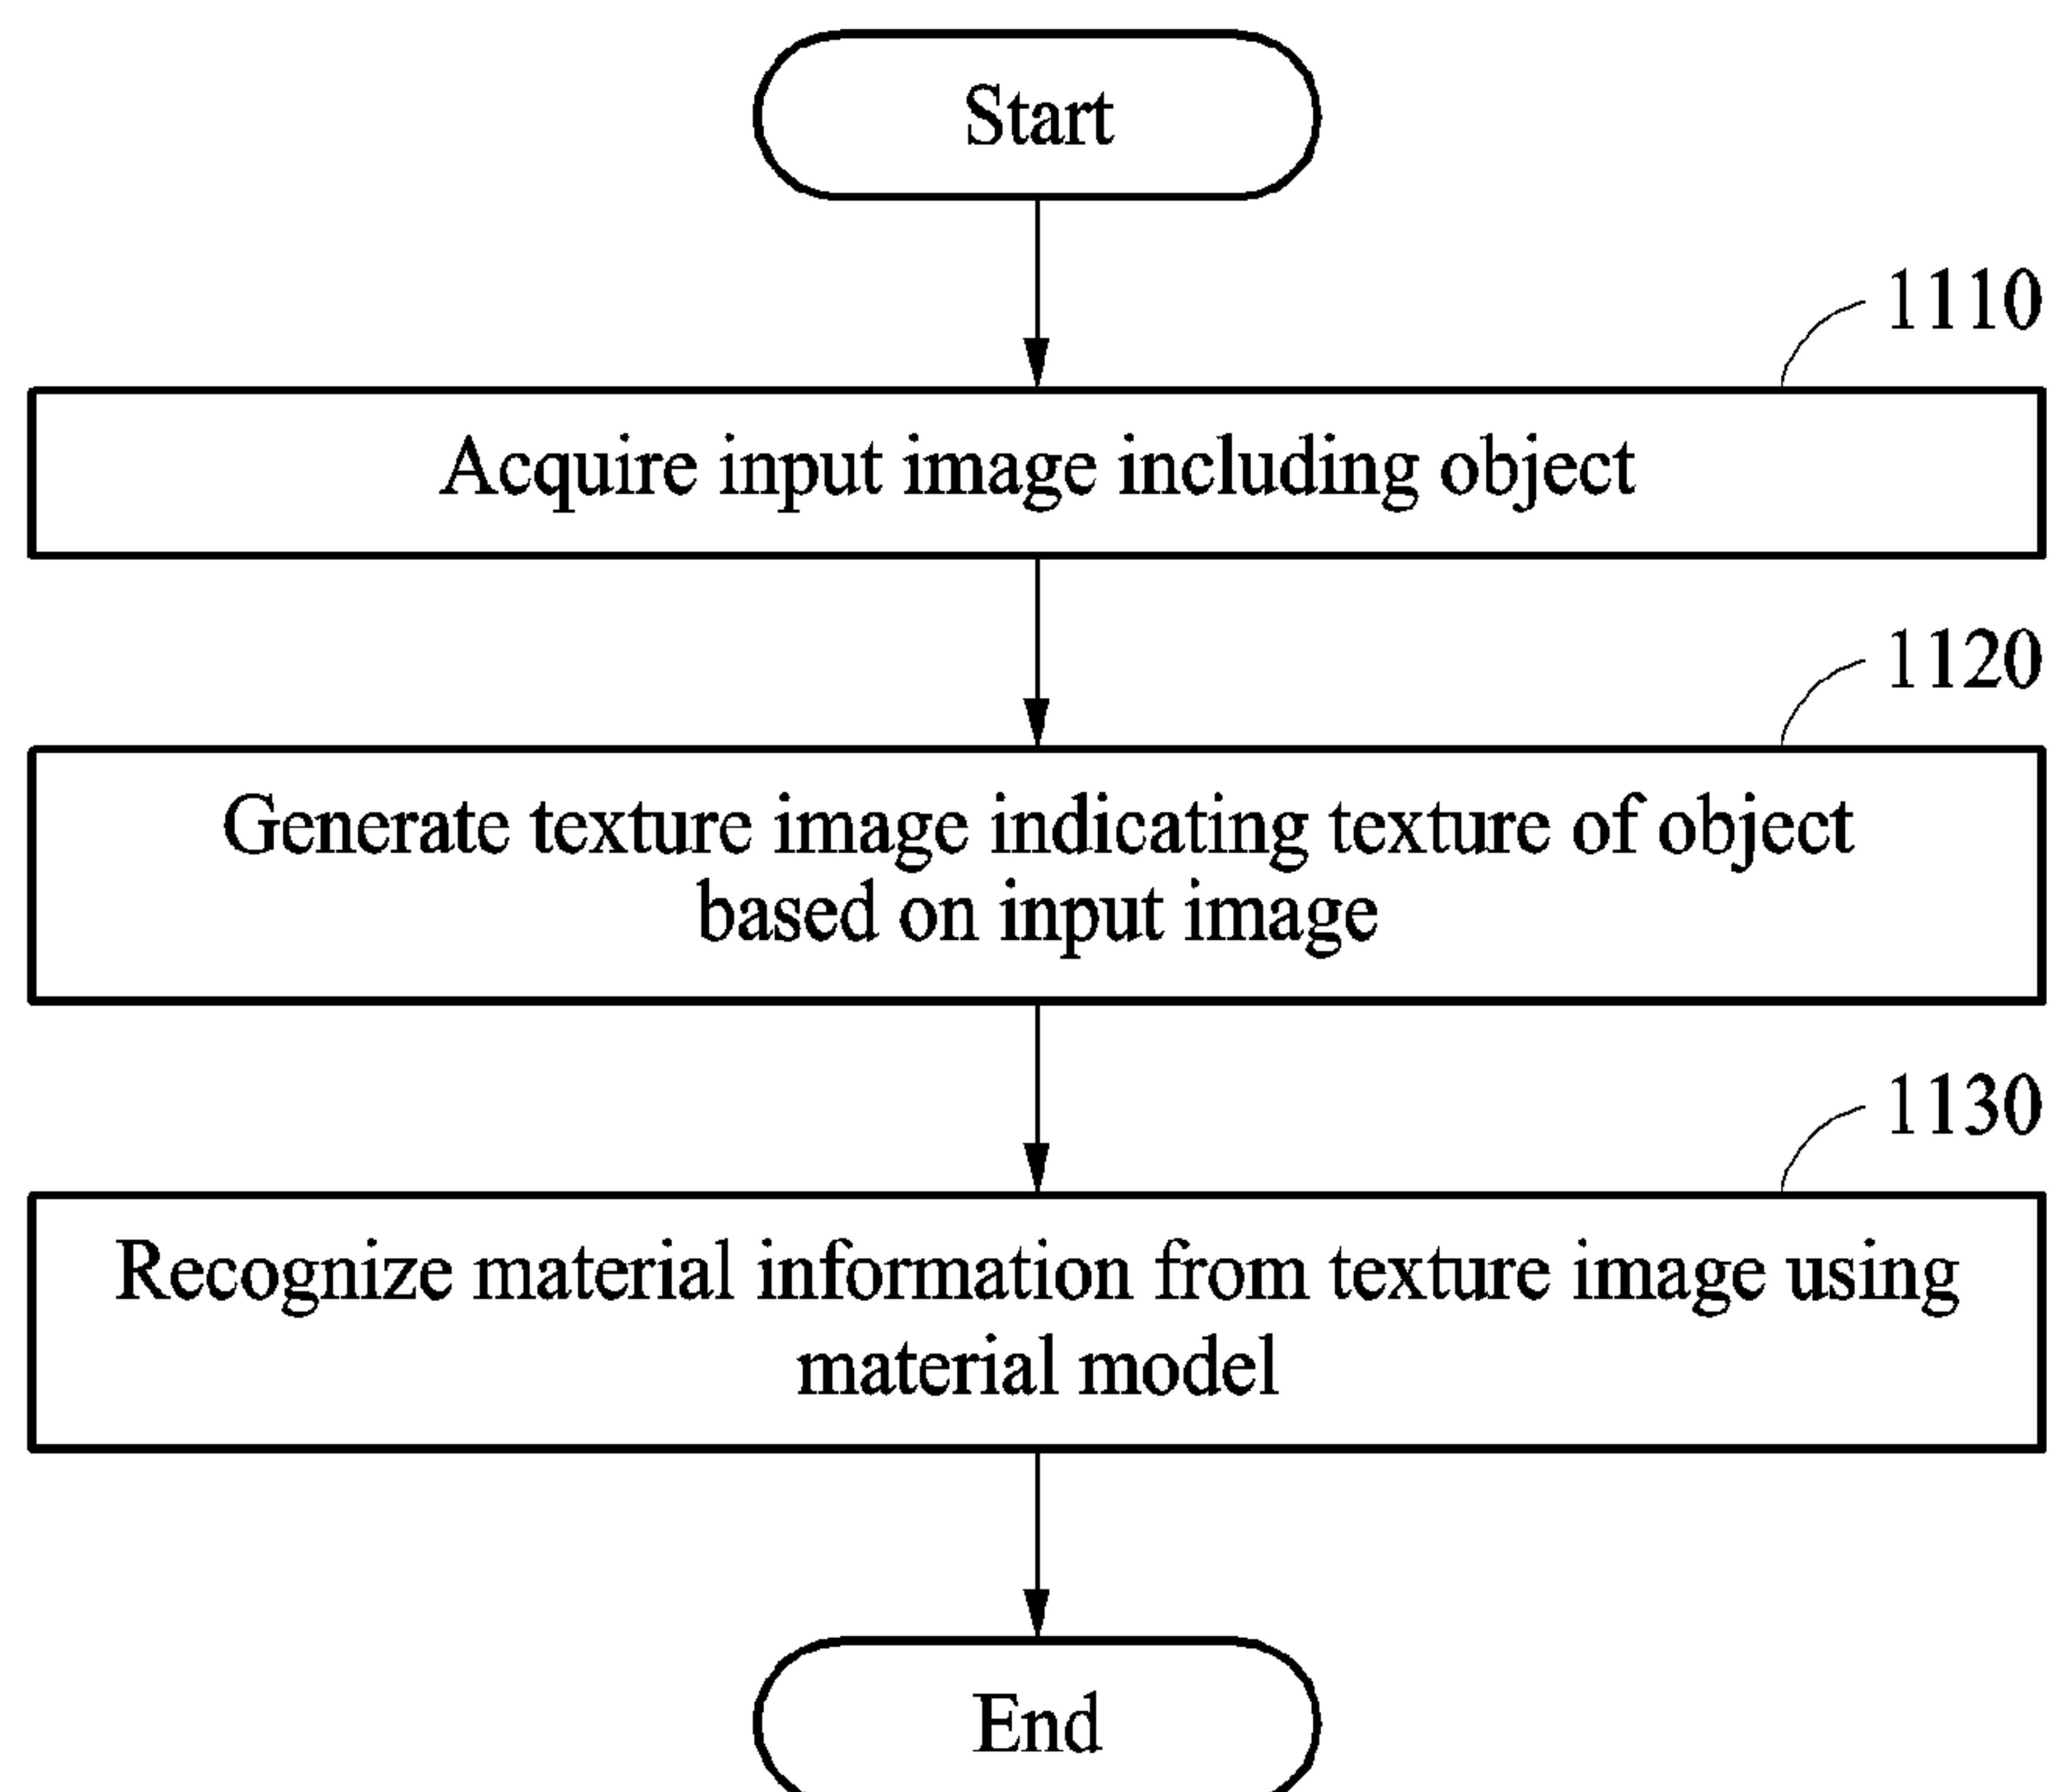 Start
1110
Acquire input image including object
1120
Generate texture image indicating texture of object
based on input image
1130
Recognize material information from texture image using
material model
End